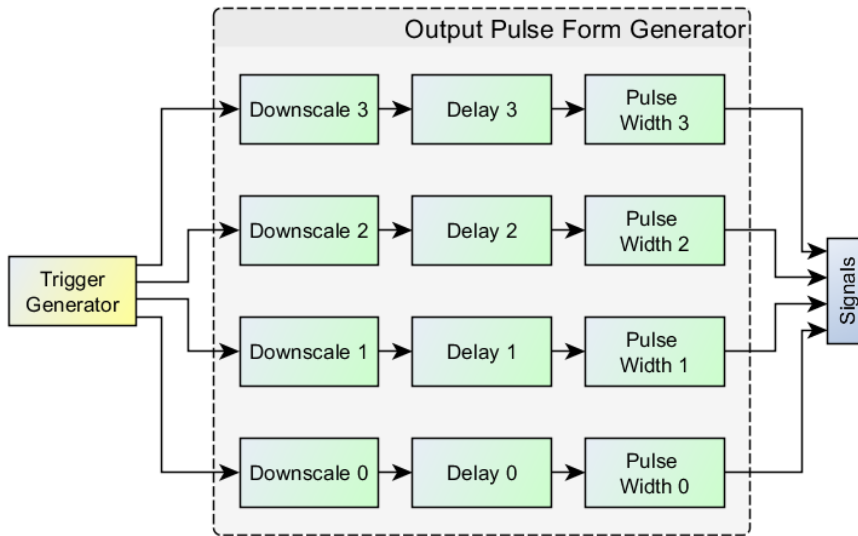 Output Pulse Form Generator
Downscale 3
Delay 3
Pulse
Width 3
Downscale 2
Delay 2
Pulse
Width 2
Trigger
Generator
Signals
Downscale 1
Delay 1
Pulse
Width 1
Downscale 0
Delay 0
Pulse
Width 0